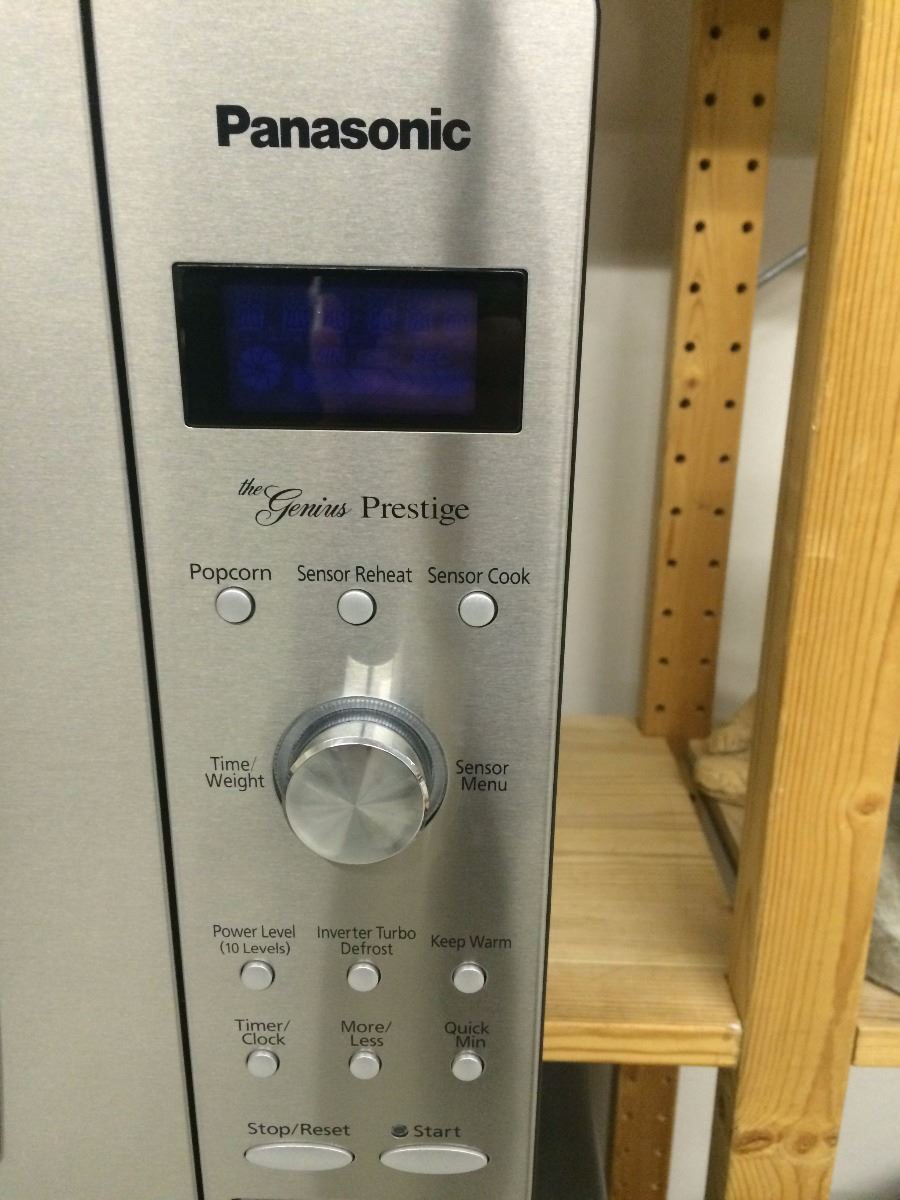 Panasonic
the Genius Prestige
Popcorn
Sensor Reheat
Sensor Cook
Time/
Weight
Sensor
Menu
Power Level
(10 Levels)
Inverter Turbo
Defrost
Keep Warm
Timer/
Clock
More/
Less
Quick
Min
Stop/Reset
Start